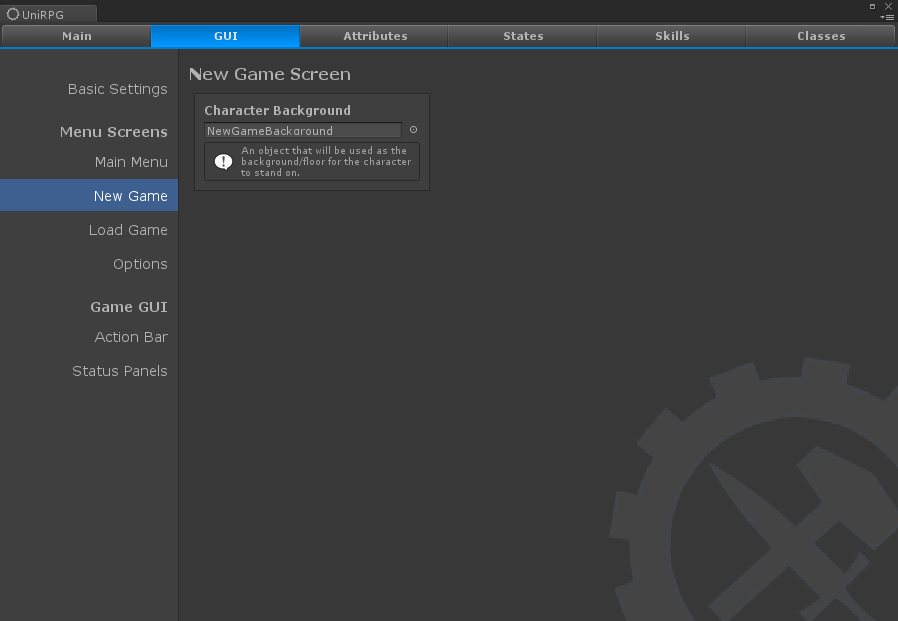 UniRPG
Main GUI Attributes States Skills Classes
Basic Settings
Menu Screens
Main Menu
New Game
Load Game
Options
Game GUI
Action Bar
Status Panels
New Game Screen
Character Background
NewGameBackground
An object that will be used as the
background/floor for the character
to stand on.